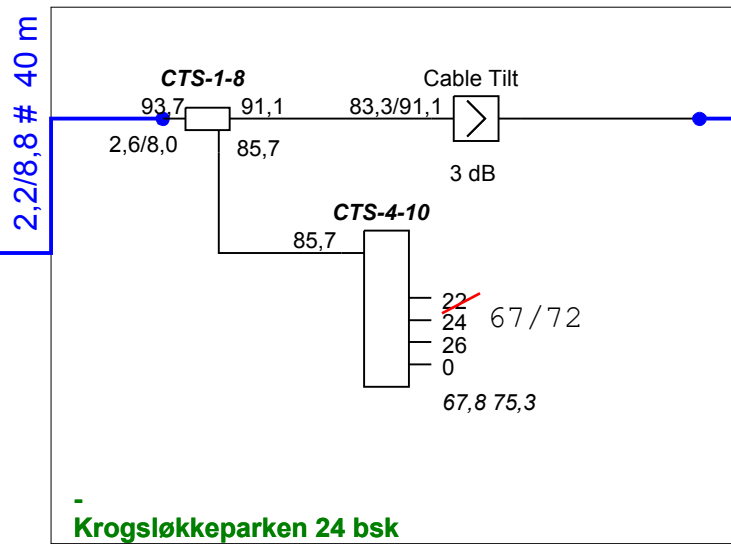 2,2/8,8 # 40 m
CTS-1-8
Cable Tilt
93,7
91,1
83,3/91,1
2,6/8,0
85,7
3 dB
CTS-4-10
85,7
22
24
67/72
26
0
67,8 75,3
-
Krogsløkkeparken 24 bsk